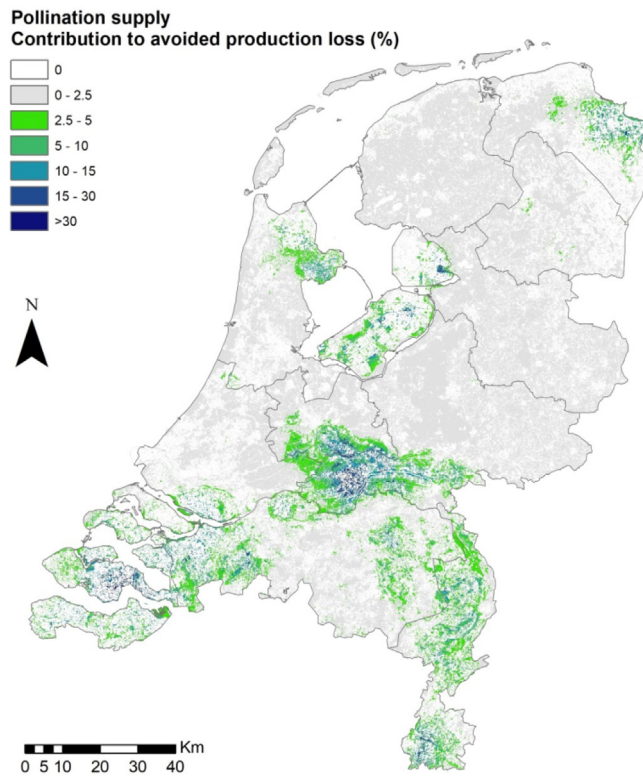 Pollination supply
Contribution to avoided production loss (%)
0
0 - 2.5
2.5 - 5
5 - 10
10 - 15
15 - 30
>30
N
Km
0 5 10 20 30 40